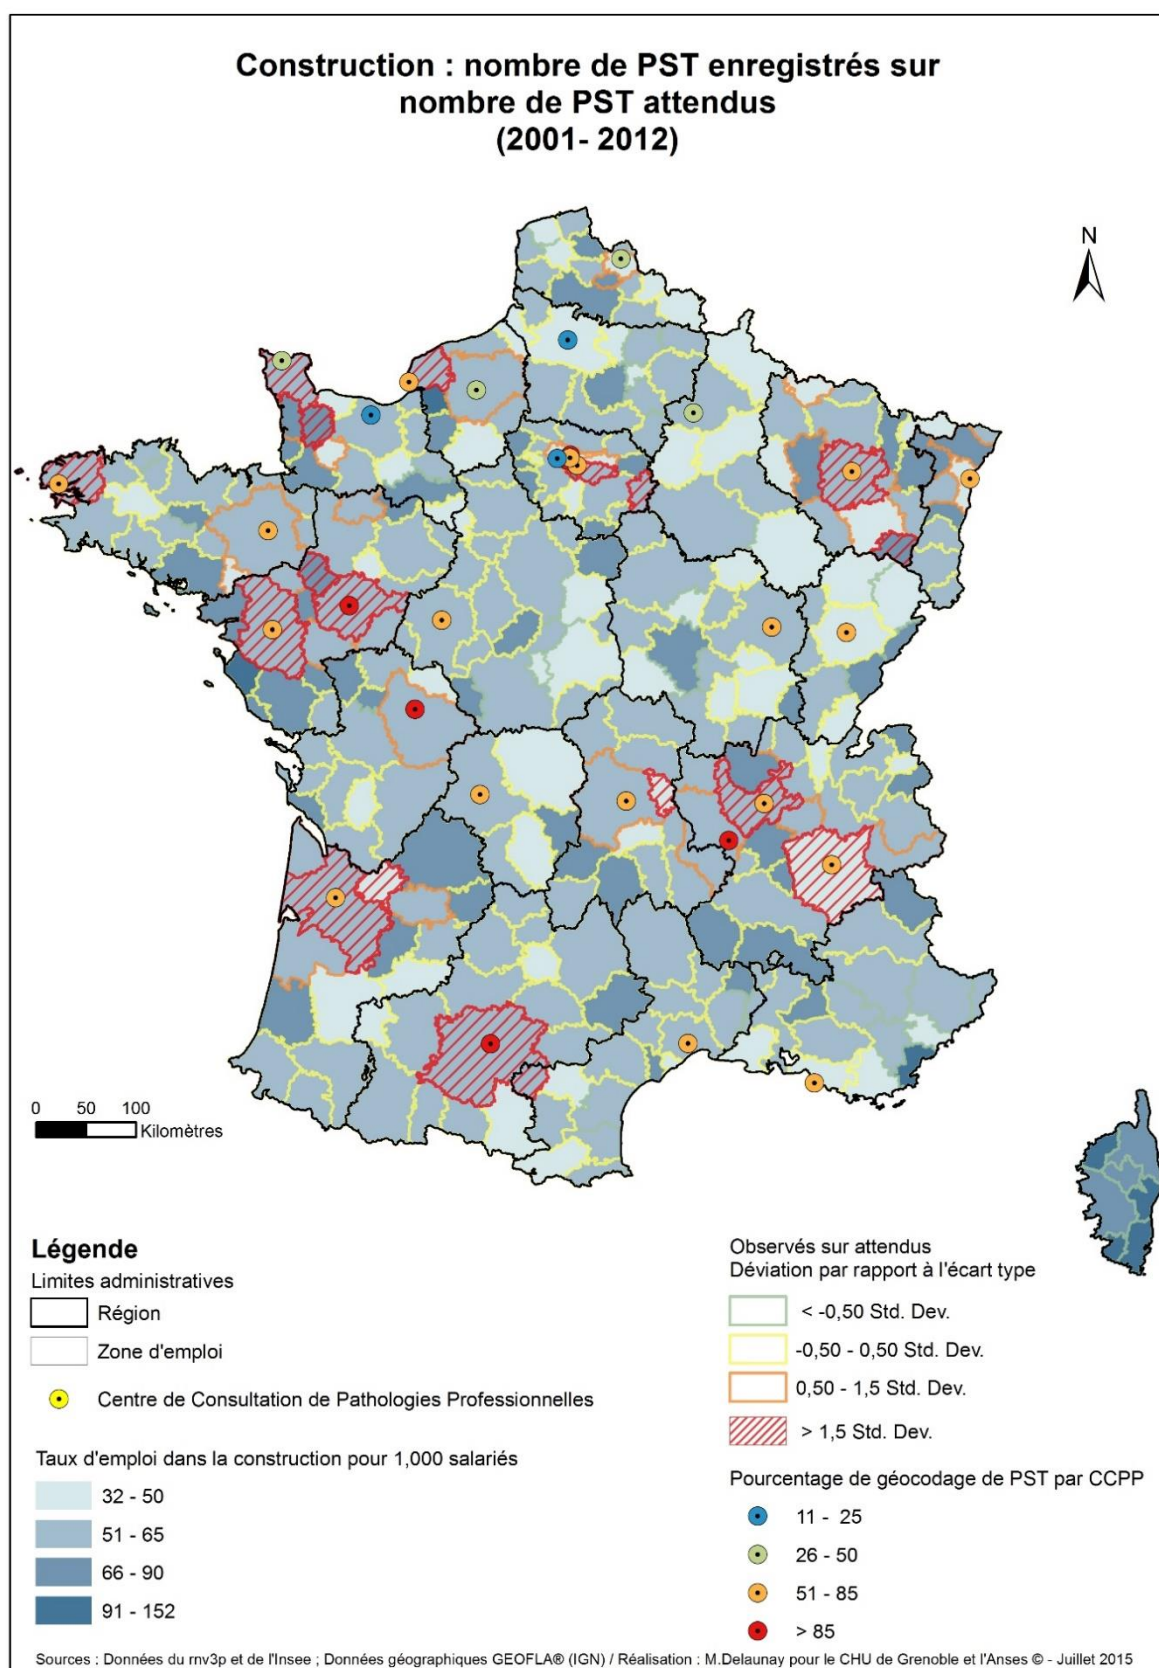 Construction : nombre de PST enregistrés sur
nombre de PST attendus
(2001- 2012)
N
0 50 100
Kilomètres
Légende
Limites administratives
Région
Zone d'emploi
Centre de Consultation de Pathologies Professionnelles
Taux d'emploi dans la construction pour 1,000 salariés
32 - 50
51 - 65
66 - 90
91 - 152
Observés sur attendus
Déviation par rapport à l'écart type
< -0,50 Std. Dev.
-0,50 - 0,50 Std. Dev.
0,50 - 1,5 Std. Dev.
> 1,5 Std. Dev.
Pourcentage de géocodage de PST par CCPP
11 - 25
26 - 50
51 - 85
> 85
Sources : Données du rnv3p et de l'Insee ; Données géographiques GEOFLA® (IGN) / Réalisation : M.Delaunay pour le CHU de Grenoble et l'Anses © - Juillet 2015